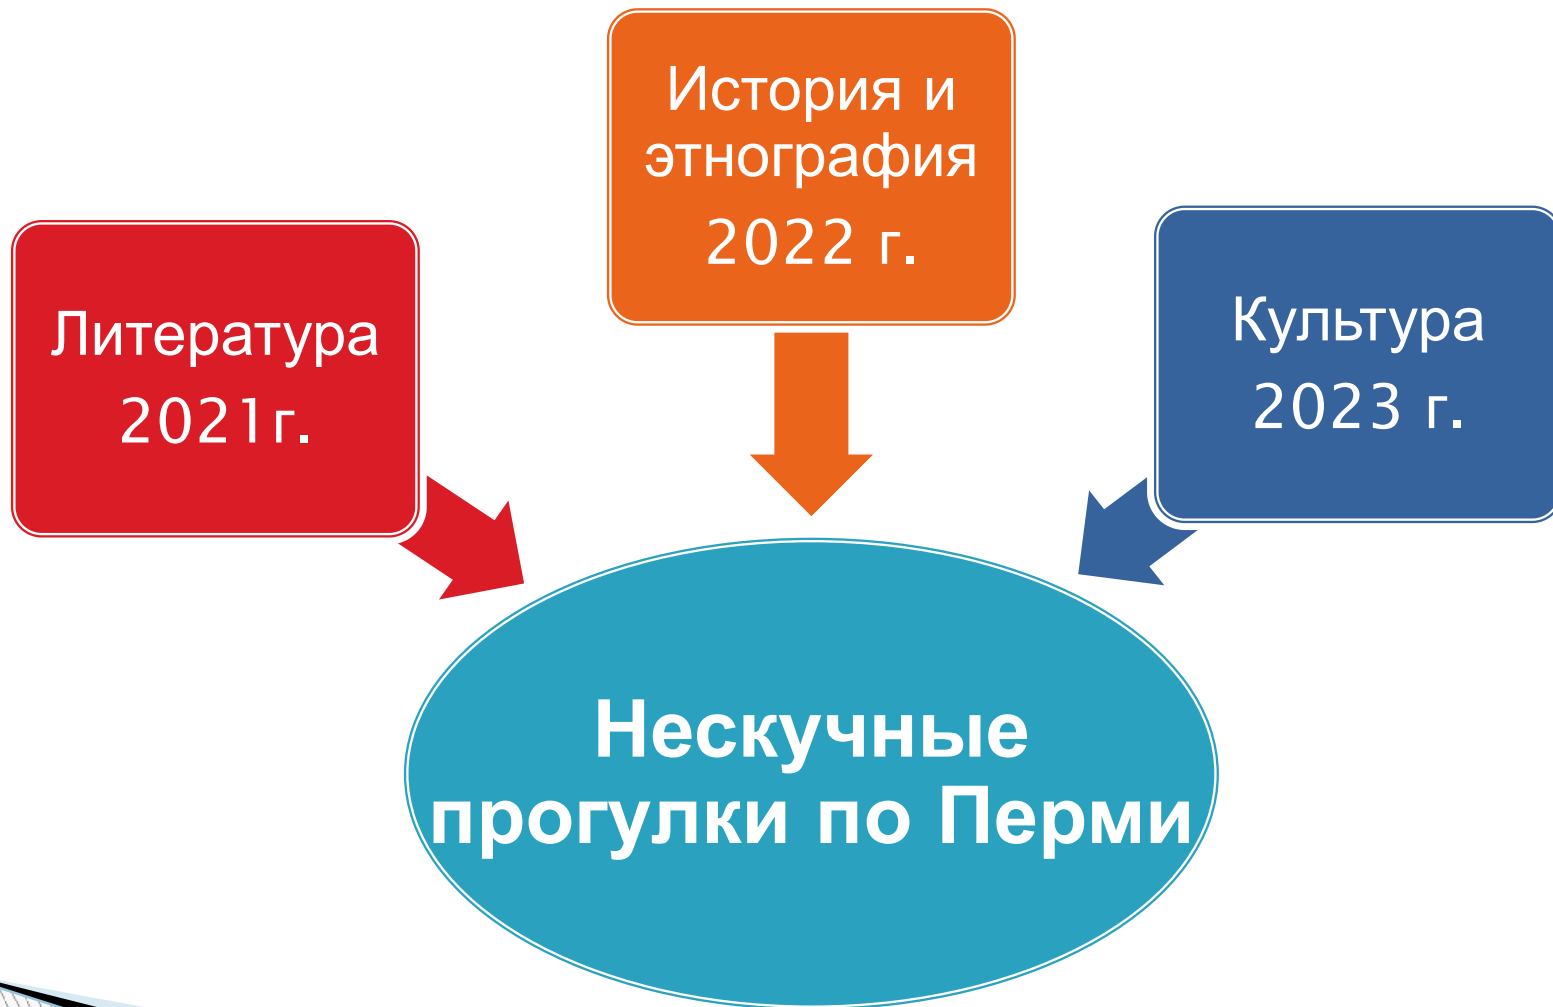 Литература
2021г.
История и
этнография
2022 г.
Культура
2023 г.
Нескучные
прогулки по Перми